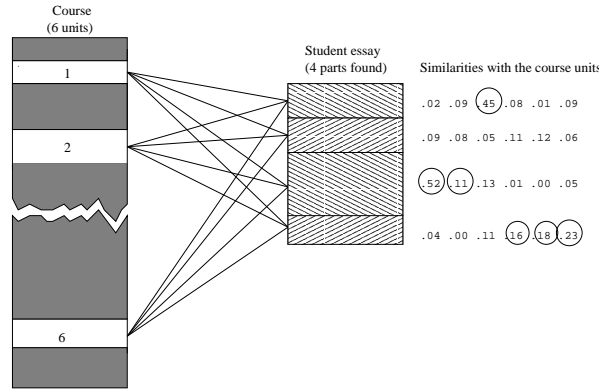 Course
(6 units)
Student essay
(4 parts found)
Similarities with the course units
1
2
6
.02 .09 .45 .08 .01 .09
.09 .08 .05 .11 .12 .06
.52 .11 .13 .01 .00 .05
.04 .00 .11 .16 .18 .23